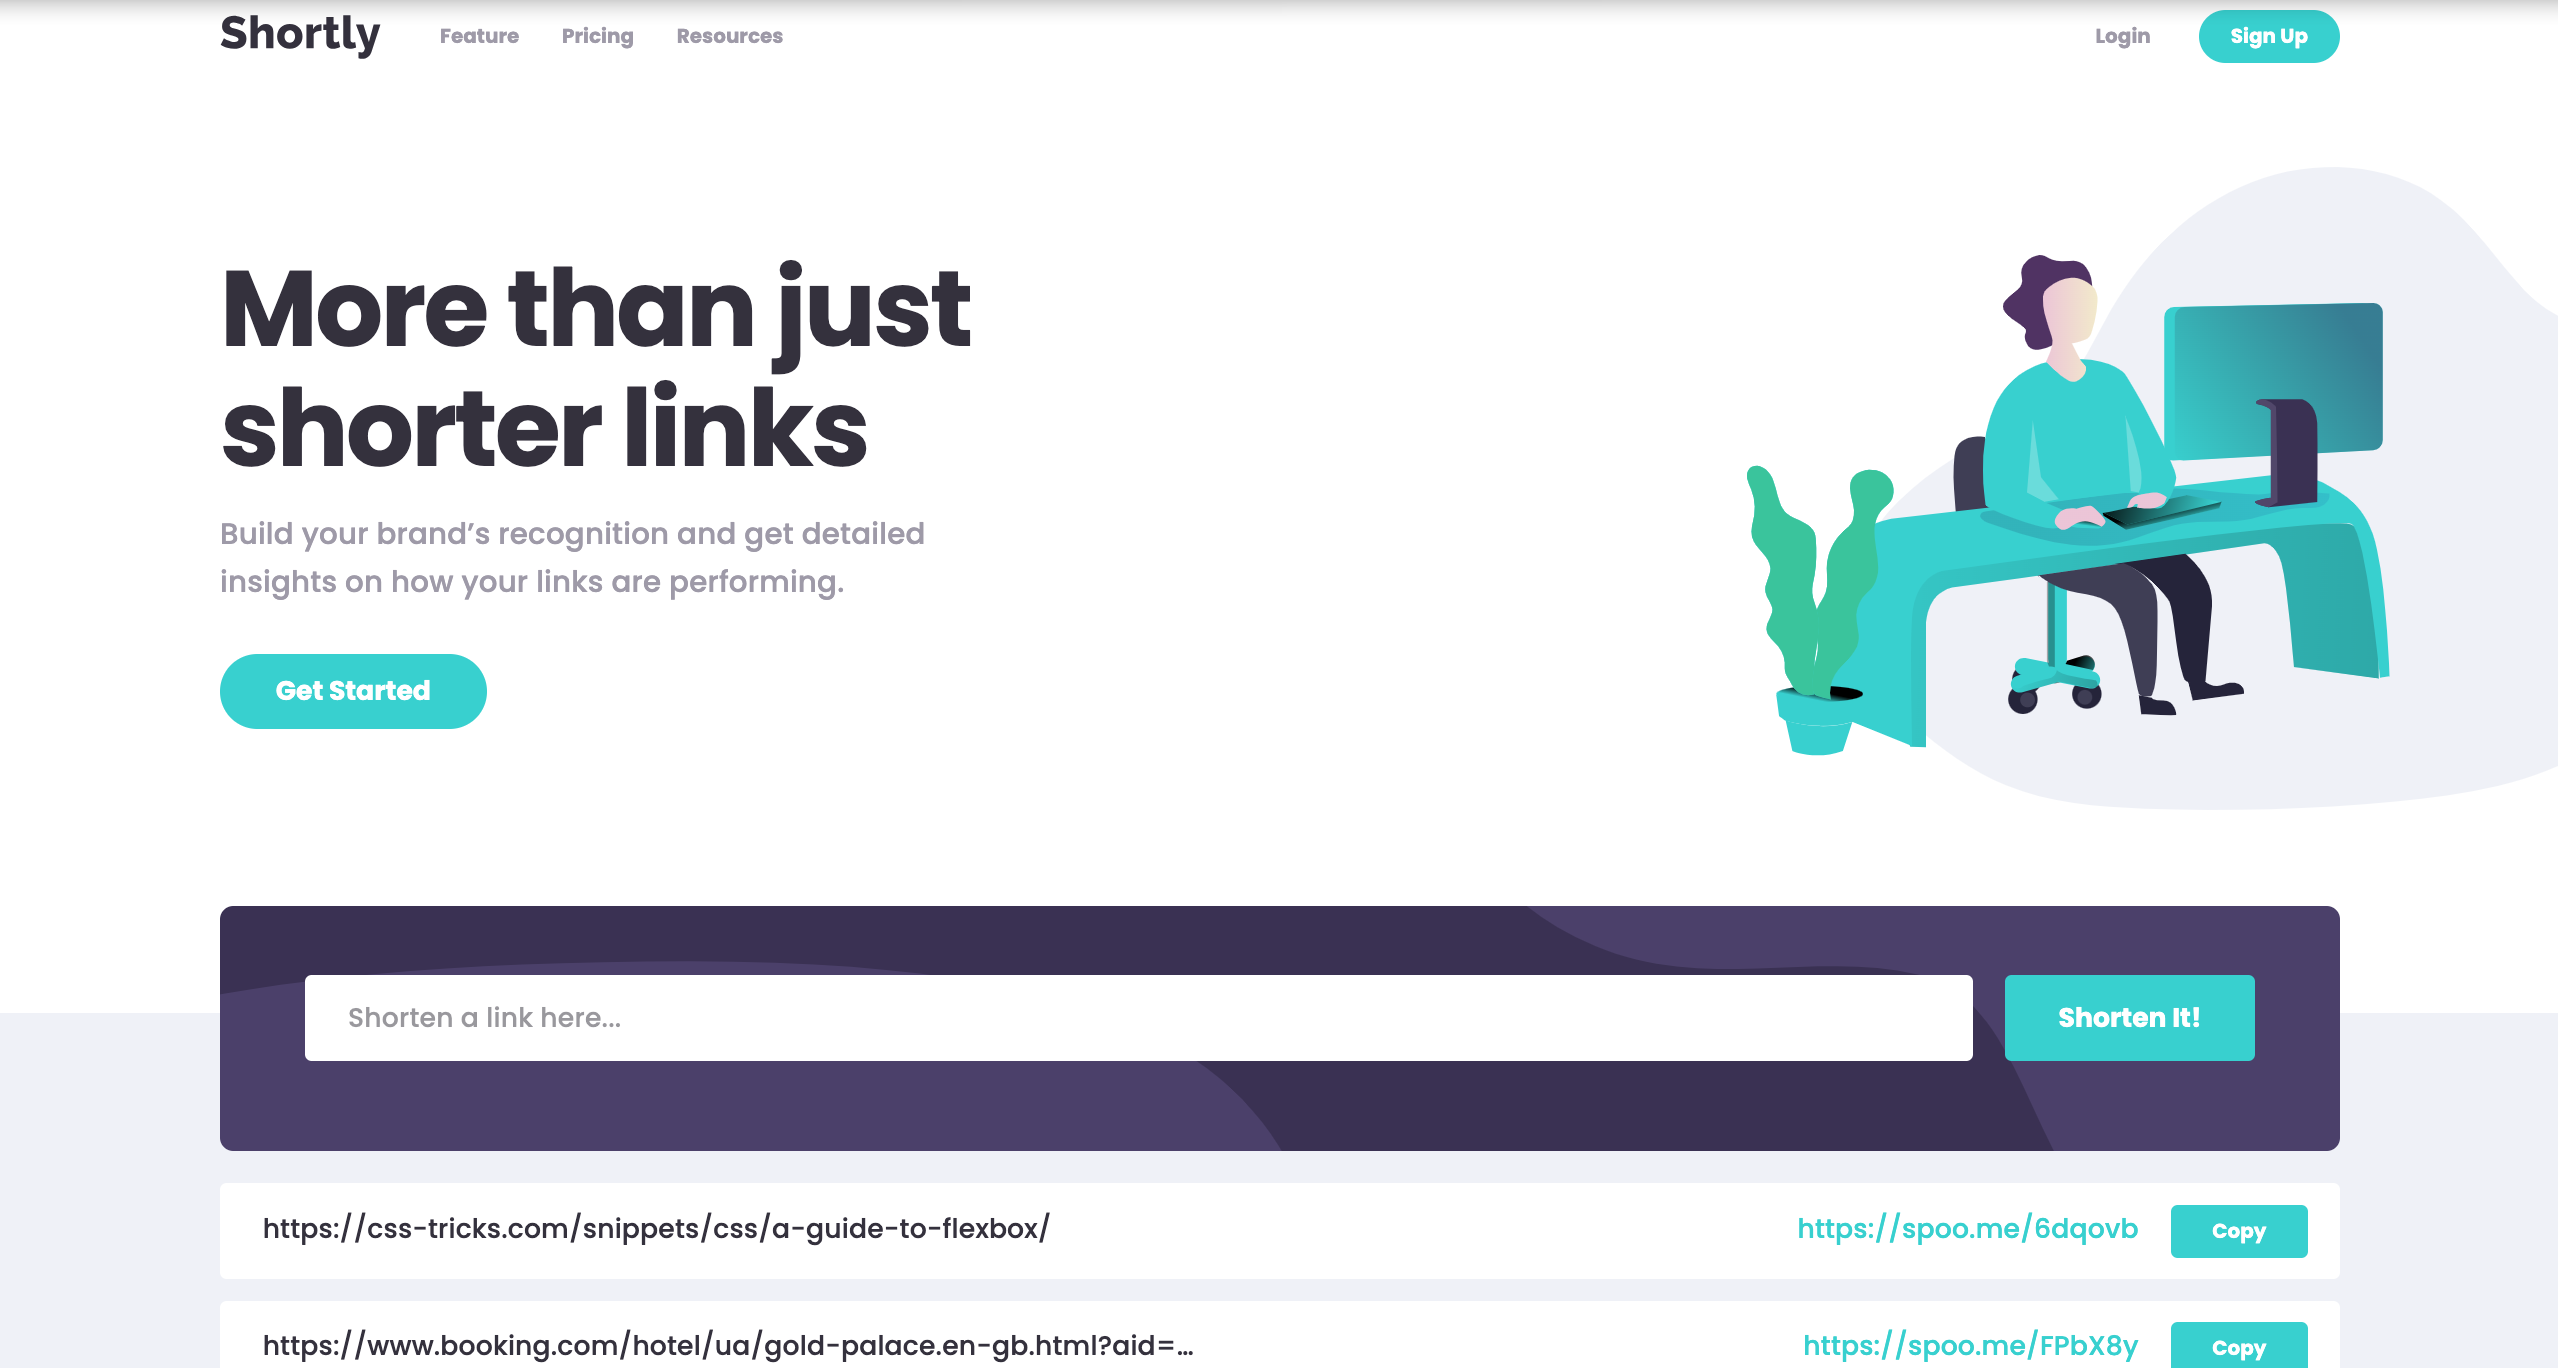 Shortly Feature Pricing Resources Login Sign Up
More than just
shorter links
Build your brand’s recognition and get detailed
insights on how your links are performing.
Get Started
Shorten a link here... Shorten It!
https://css-tricks.com/snippets/css/a-guide-to-flexbox/ https://spoo.me/6dqovb Copy
https://www.booking.com/hotel/ua/gold-palace.en-gb.html?aid=... https://spoo.me/FPbX8y Copy